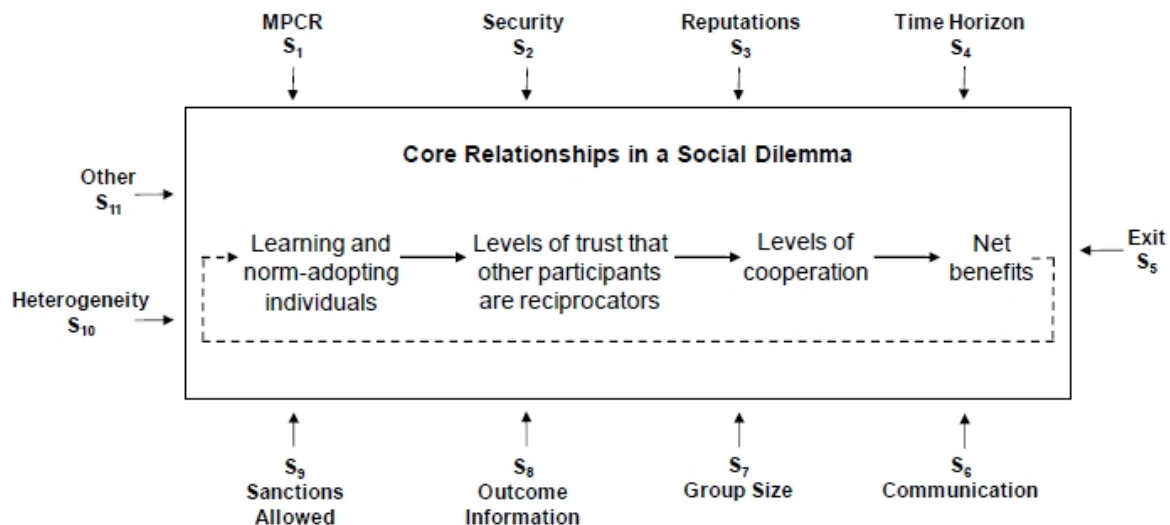 MPCR
S1
Security
S2
Reputations
S3
Time Horizon
S4
Core Relationships in a Social Dilemma
Other
S11
Learning and
norm-adopting
individuals
Levels of trust that
other participants
are reciprocators
Levels of
cooperation
Net
benefits
Exit
S5
Heterogeneity
S10
S9
Sanctions
Allowed
S8
Outcome
Information
S7
Group Size
S6
Communication